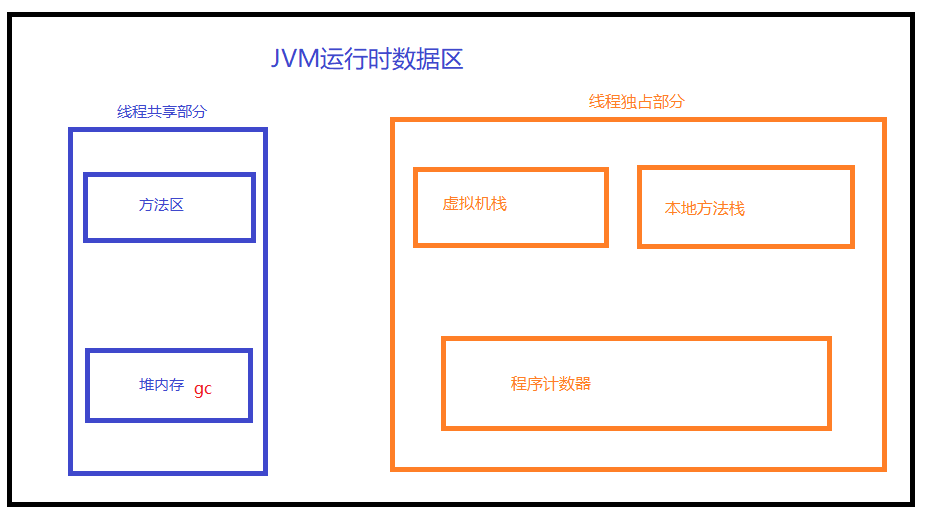 JVM运行时数据区
线程共享部分
线程独占部分
方法区
虚拟机栈
本地方法栈
堆内存 gc
程序计数器